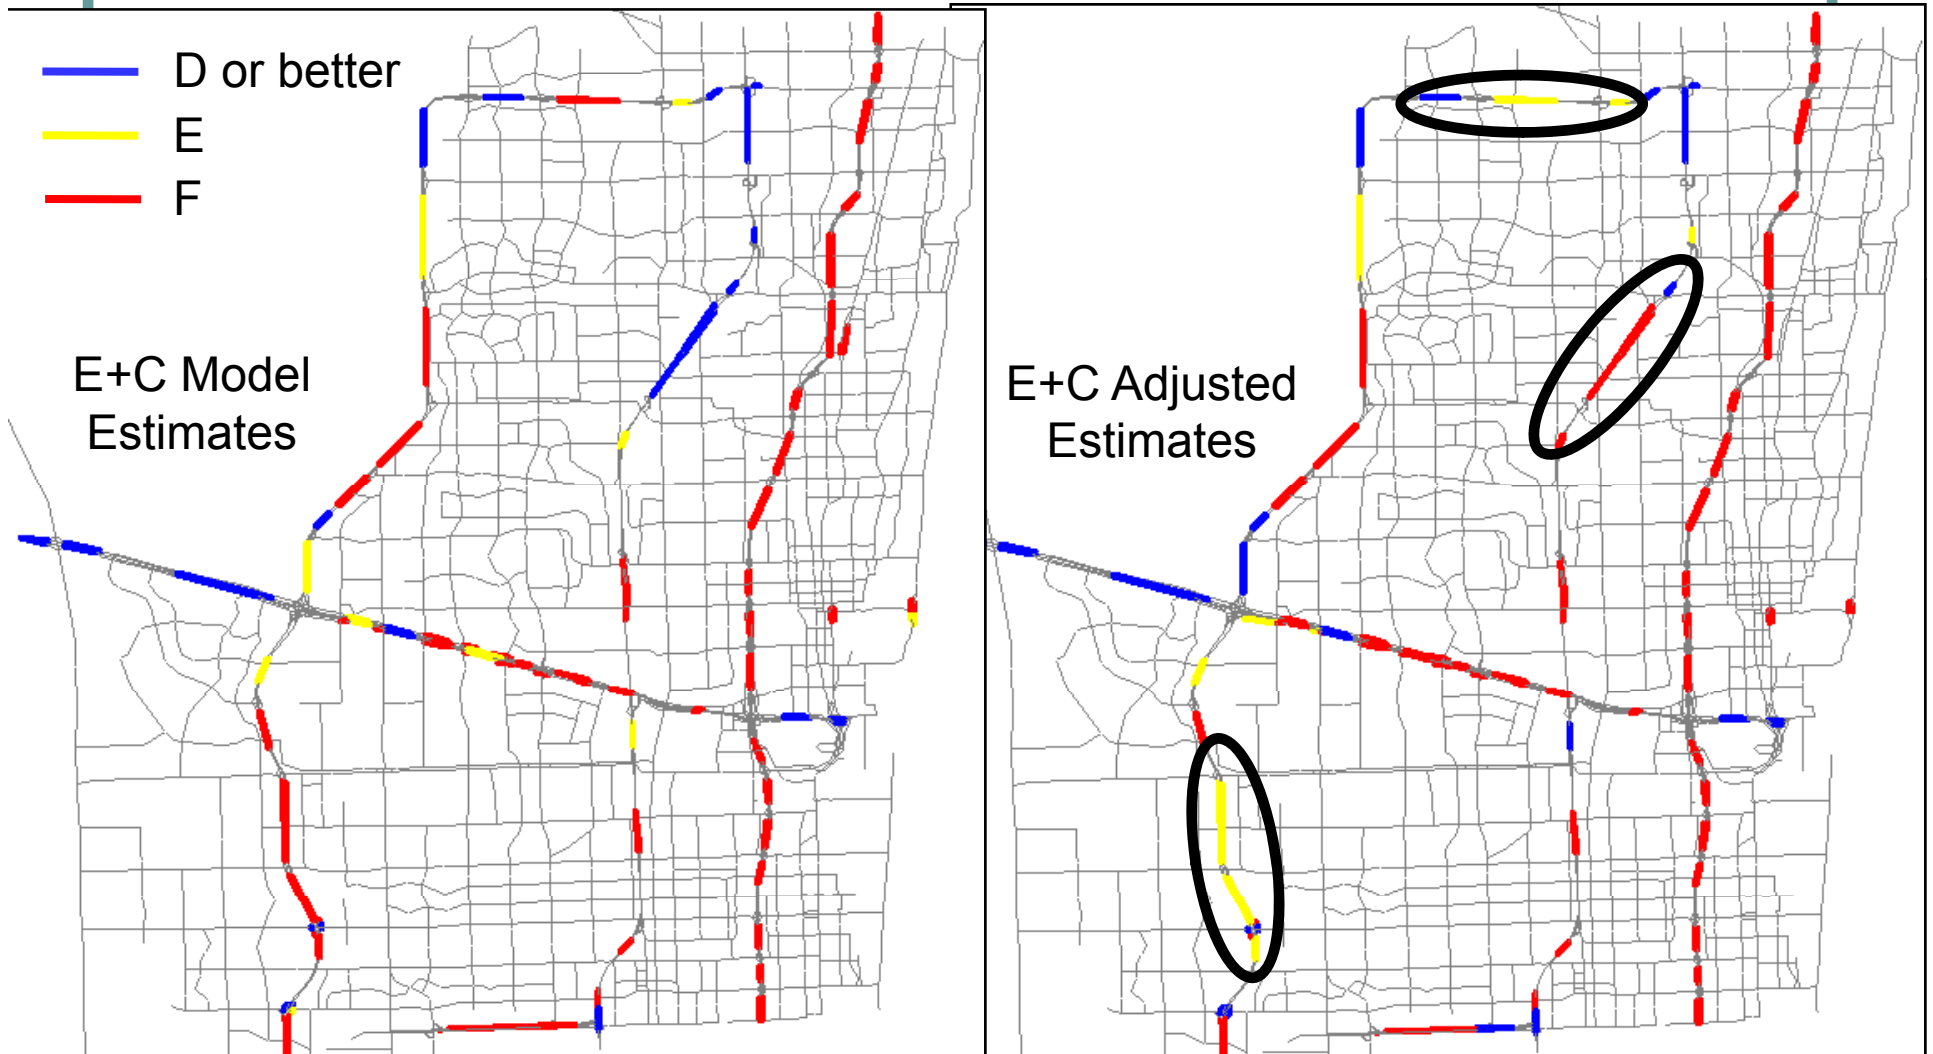 D or better
E
F
E+C Model
Estimates
E+C Adjusted
Estimates